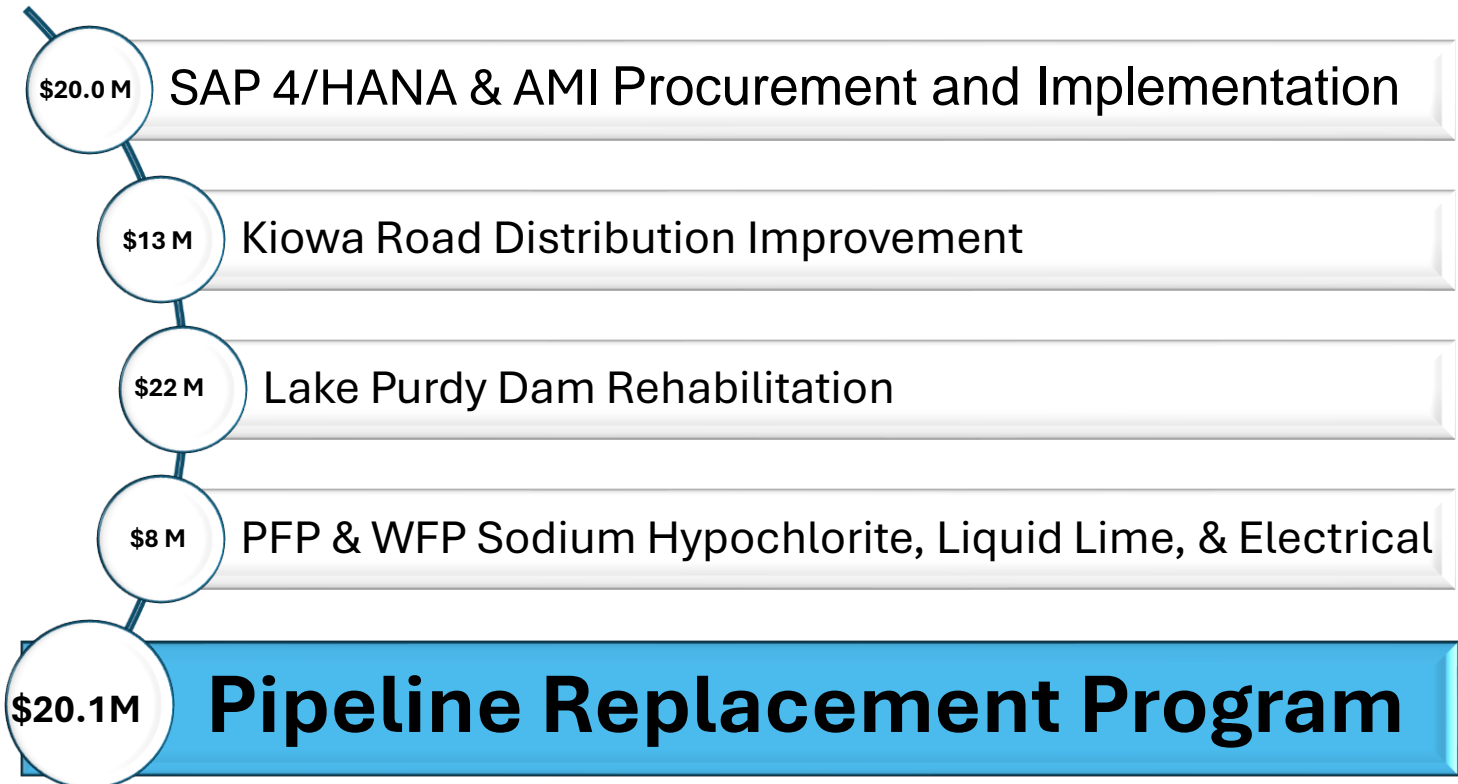 $20.0 M SAP 4/HANA & AMI Procurement and Implementation
$13 M Kiowa Road Distribution Improvement
$22 M Lake Purdy Dam Rehabilitation
$8 M PFP & WFP Sodium Hypochlorite, Liquid Lime, & Electrical
$20.1M Pipeline Replacement Program